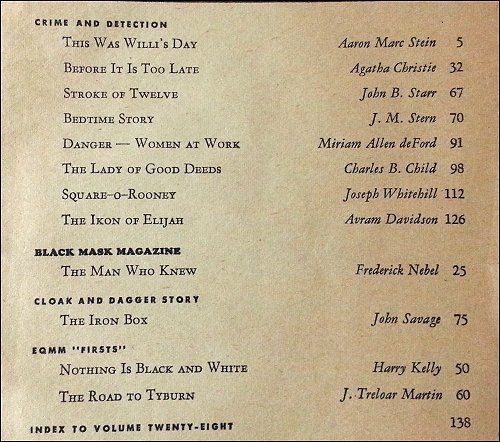 CRIME AND DETECTION
THIS WAS WILLI'S DAY Aaron Marc Stein 5
BEFORE IT IS TOO LATE Agatha Christie 32
STROKE OF TWELVE John B. Starr 67
BEDTIME STORY J. M. Stern 70
DANGER — WOMEN AT WORK Miriam Allen deFord 91
THE LADY OF GOOD DEEDS Charles B. Child 98
SQUARE-O-ROONEY Joseph Whitehill 112
THE IKON OF ELIJAH Avram Davidson 126
BLACK MASK MAGAZINE
THE MAN WHO KNEW Frederick Nebel 25
CLOAK AND DAGGER STORY
THE IRON BOX John Savage 75
EQMM "FIRSTS"
NOTHING IS BLACK AND WHITE Harry Kelly 50
THE ROAD TO TYBURN J. Treloar Martin 60
INDEX TO VOLUME TWENTY-EIGHT 138